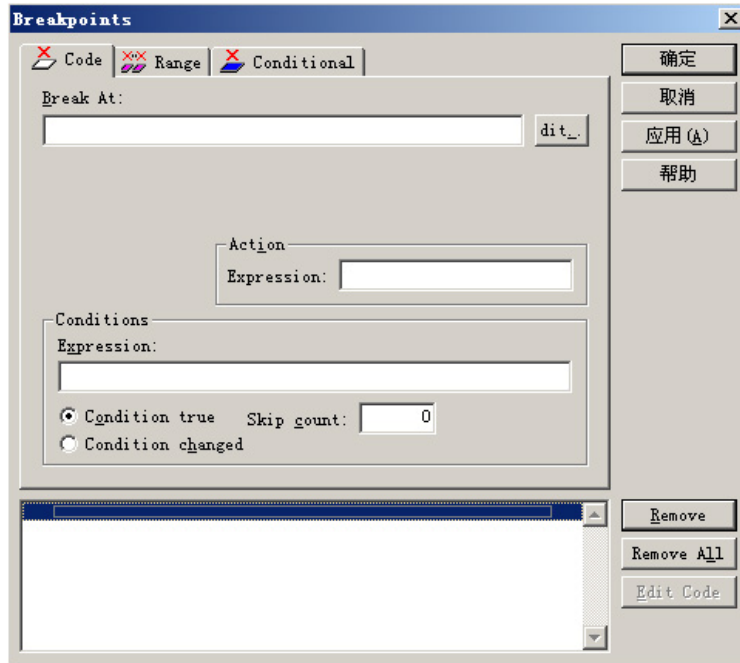 Breakpoints
Code
Range
Conditional
Break At:
dit...
Action
Expression:
Conditions
Expression:
Condition true
Skip count:
0
Condition changed
确定
取消
应用(A)
帮助
Remove
Remove All
Edit Code